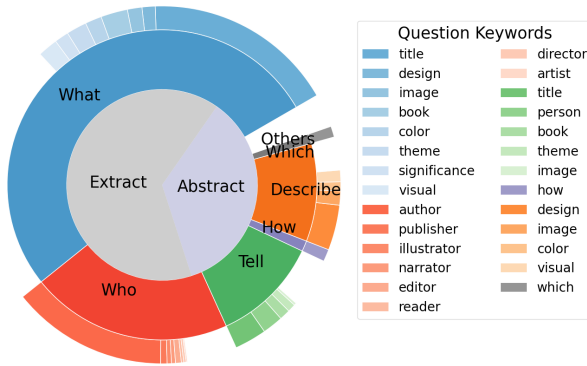 What
Extract
Abstract
Others
Which
Describe
How
Tell
Who
Question Keywords
title
design
image
book
color
theme
significance
visual
author
publisher
illustrator
narrator
editor
reader
director
artist
title
person
book
theme
image
how
design
image
color
visual
which